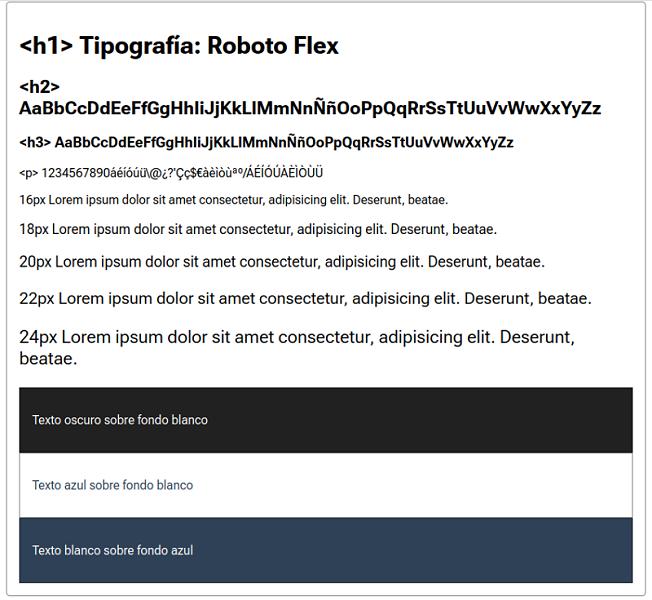 <h1> Tipografía: Roboto Flex
<h2>
AaBbCcDdEeFfGgHhIiJjKkLlMmNnÑñOoPpQqRrSsTtUuVvWwXxYyZz
<h3> AaBbCcDdEeFfGgHhIiJjKkLlMmNnÑñOoPpQqRrSsTtUuVvWwXxYyZz
<p> 1234567890áéíóúü\@¿?'Çç$€àèìòùªº/ÁÉÍÓÚÀÈÌÒÙÜ
16px Lorem ipsum dolor sit amet consectetur, adipisicing elit. Deserunt, beatae.
18px Lorem ipsum dolor sit amet consectetur, adipisicing elit. Deserunt, beatae.
20px Lorem ipsum dolor sit amet consectetur, adipisicing elit. Deserunt, beatae.
22px Lorem ipsum dolor sit amet consectetur, adipisicing elit. Deserunt, beatae.
24px Lorem ipsum dolor sit amet consectetur, adipisicing elit. Deserunt,
beatae.
Texto oscuro sobre fondo blanco
Texto azul sobre fondo blanco
Texto blanco sobre fondo azul